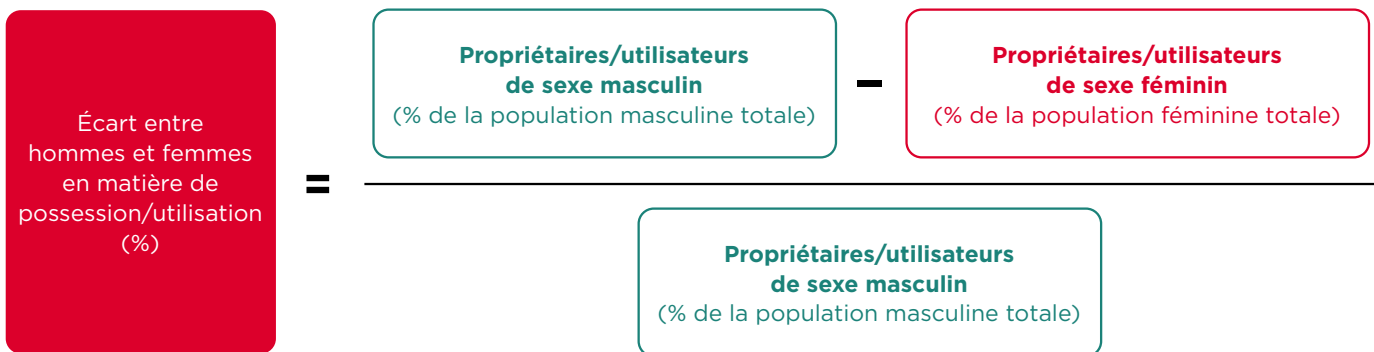 Écart entre
hommes et femmes
en matière de
possession/utilisation
(%)
=
Propriétaires/utilisateurs
de sexe masculin
(% de la population masculine totale)
–
Propriétaires/utilisateurs
de sexe féminin
(% de la population féminine totale)
Propriétaires/utilisateurs
de sexe masculin
(% de la population masculine totale)